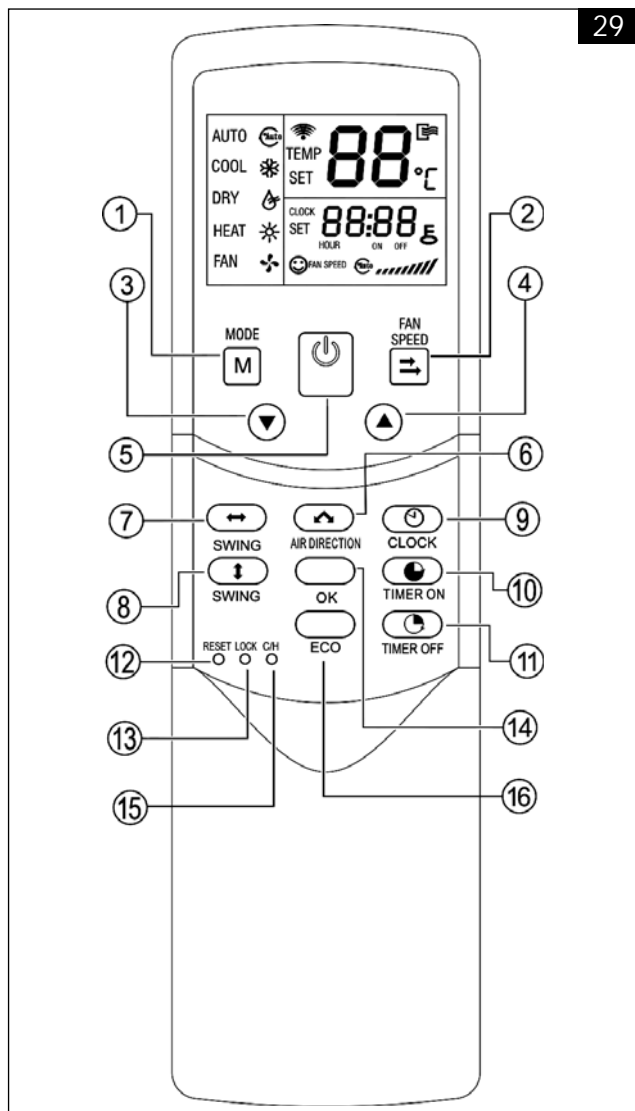 29
AUTO Auto
COOL
DRY
HEAT
FAN
TEMP
SET
88
°C
CLOCK
SET
88:88
HOUR ON OFF
FAN SPEED Auto
1
2
3
4
MODE
M
FAN
SPEED
5
6
7
SWING
AIR DIRECTION
CLOCK
9
8
SWING
OK
TIMER ON
10
ECO
TIMER OFF
11
12
RESET LOCK C/H
13
14
15
16